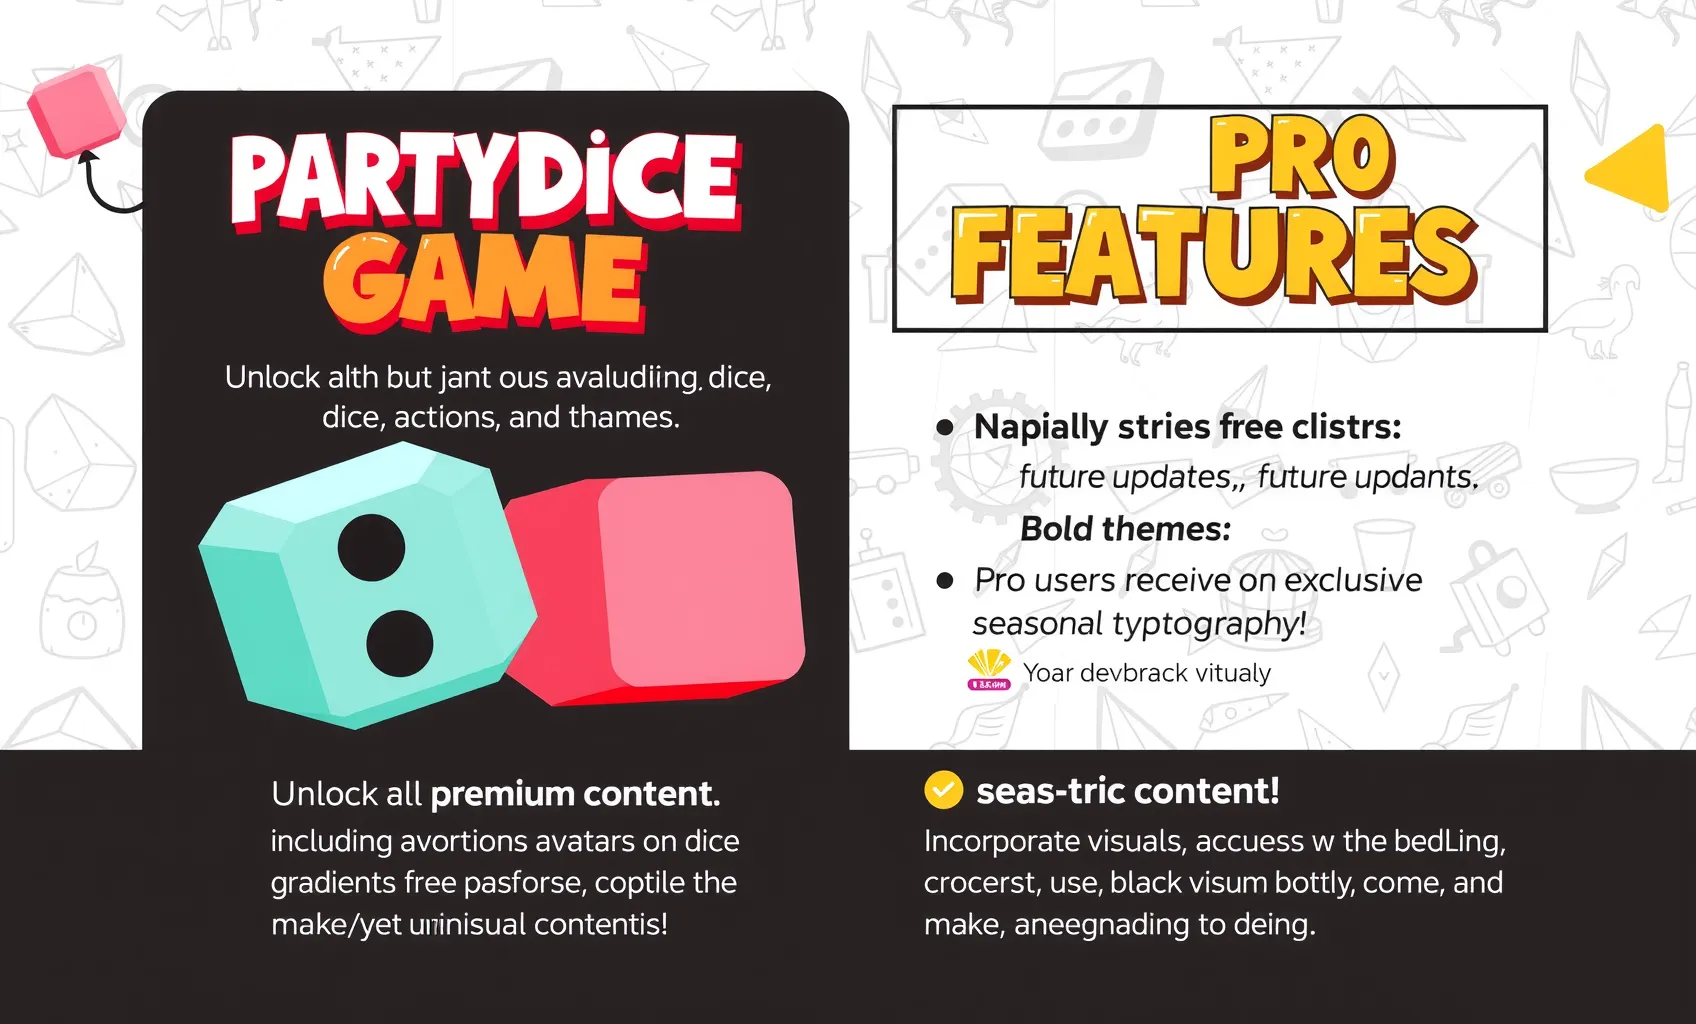 PARTYDiCE
GAME
Unlock alth but jant ous avaludiing, dice,
dice, actions, and thames.
Unlock all premium content.
including avortions avatars on dice
gradients free pasforse, coptile the
make/yet uninisual contentis!
PRO
FEATURES
Napially stries free clistrs:
future updates,, future updants.
Bold themes:
Pro users receive on exclusive
seasonal typtography!
Yoar devbrack vitualy
seas-tric content!
Incorporate visuals, accuess w the bedLing,
crocerst, use, black visum bottly, come, and
make, aneegnading to deing.